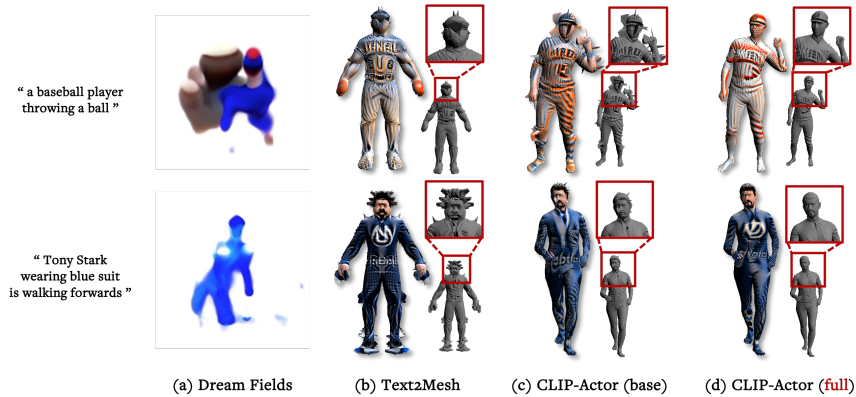 “ a baseball player
throwing a ball ”
“ Tony Stark
wearing blue suit
is walking forwards ”
(a) Dream Fields
(b) Text2Mesh
(c) CLIP-Actor (base)
(d) CLIP-Actor (full)